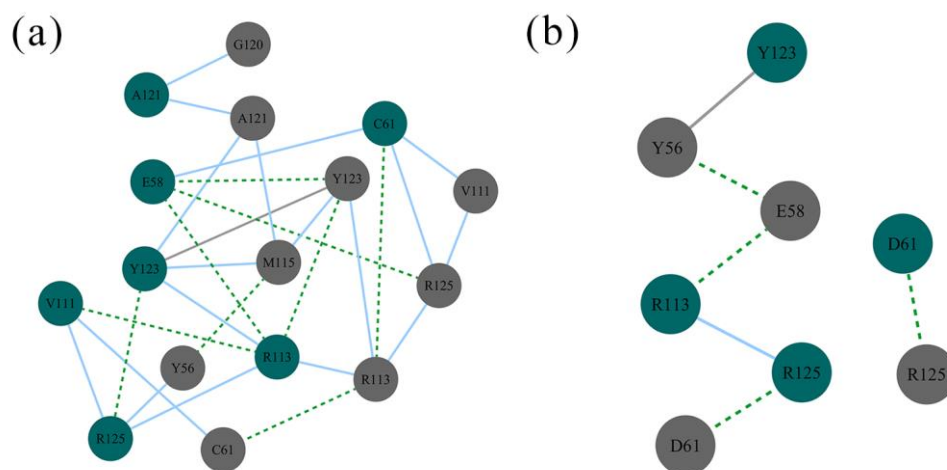 (a)
G120
A121
A121
C61
E58
Y123
V111
Y123
M115
R125
V111
R113
Y56
R113
R125
C61
(b)
Y123
Y56
E58
D61
R113
R125
R125
D61